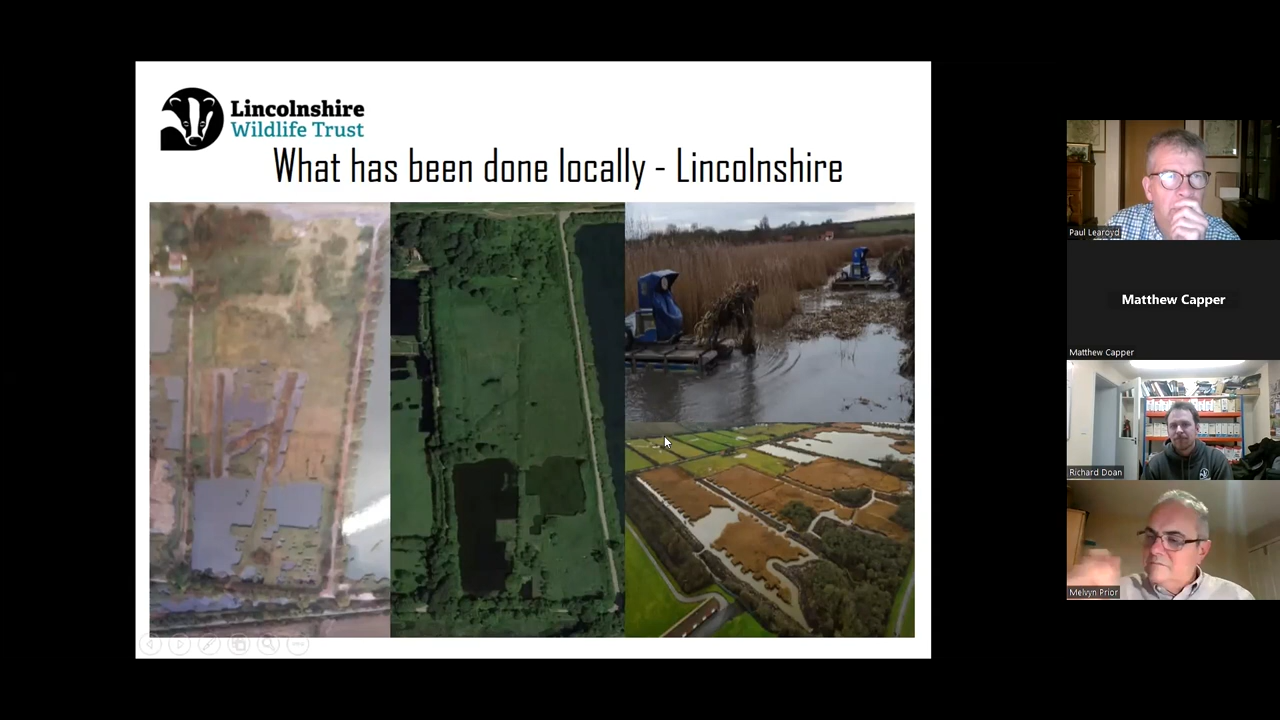 Lincolnshire
Wildlife Trust
What has been done locally - Lincolnshire
Paul Learoyd
Matthew Capper
Matthew Capper
Richard Doan
Melvyn Prior